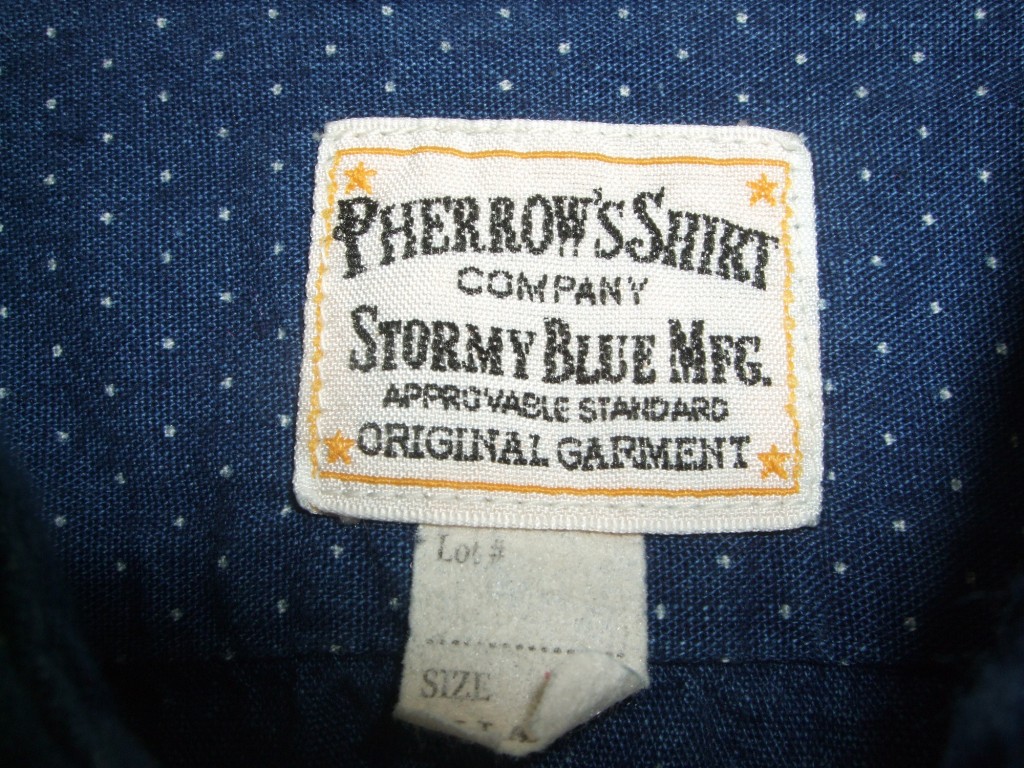 PHERROW'S SHIRT
COMPANY
STORMY BLUE MFG.
APPROVABLE STANDARD
ORIGINAL GARMENT
Lot #
SIZE